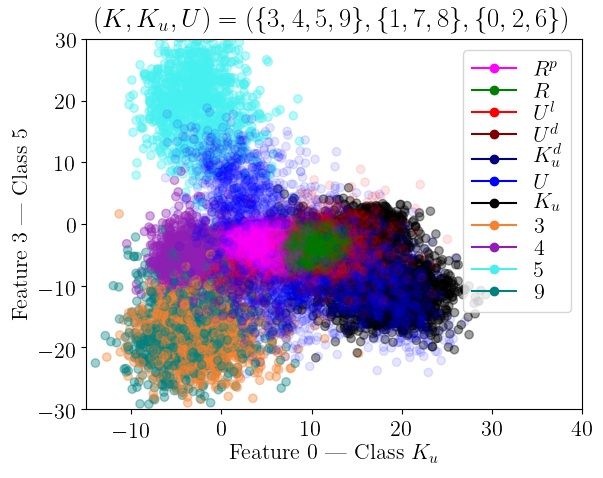 (K, K_u, U) = ({3, 4, 5, 9}, {1, 7, 8}, {0, 2, 6})
30
20
10
0
−10
−20
−30
Feature 3 — Class 5
R^p
R
U^l
U^d
K_u^d
U
K_u
3
4
5
9
−10 0 10 20 30 40
Feature 0 — Class K_u